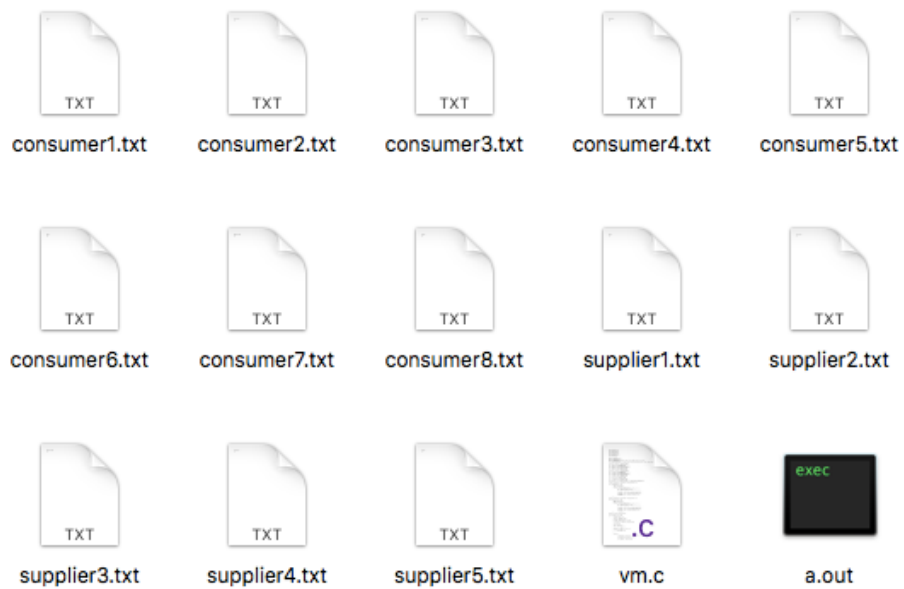 TXT TXT TXT TXT TXT
consumer1.txt consumer2.txt consumer3.txt consumer4.txt consumer5.txt
TXT TXT TXT TXT TXT
consumer6.txt consumer7.txt consumer8.txt supplier1.txt supplier2.txt
exec
TXT TXT TXT .C
supplier3.txt supplier4.txt supplier5.txt vm.c a.out